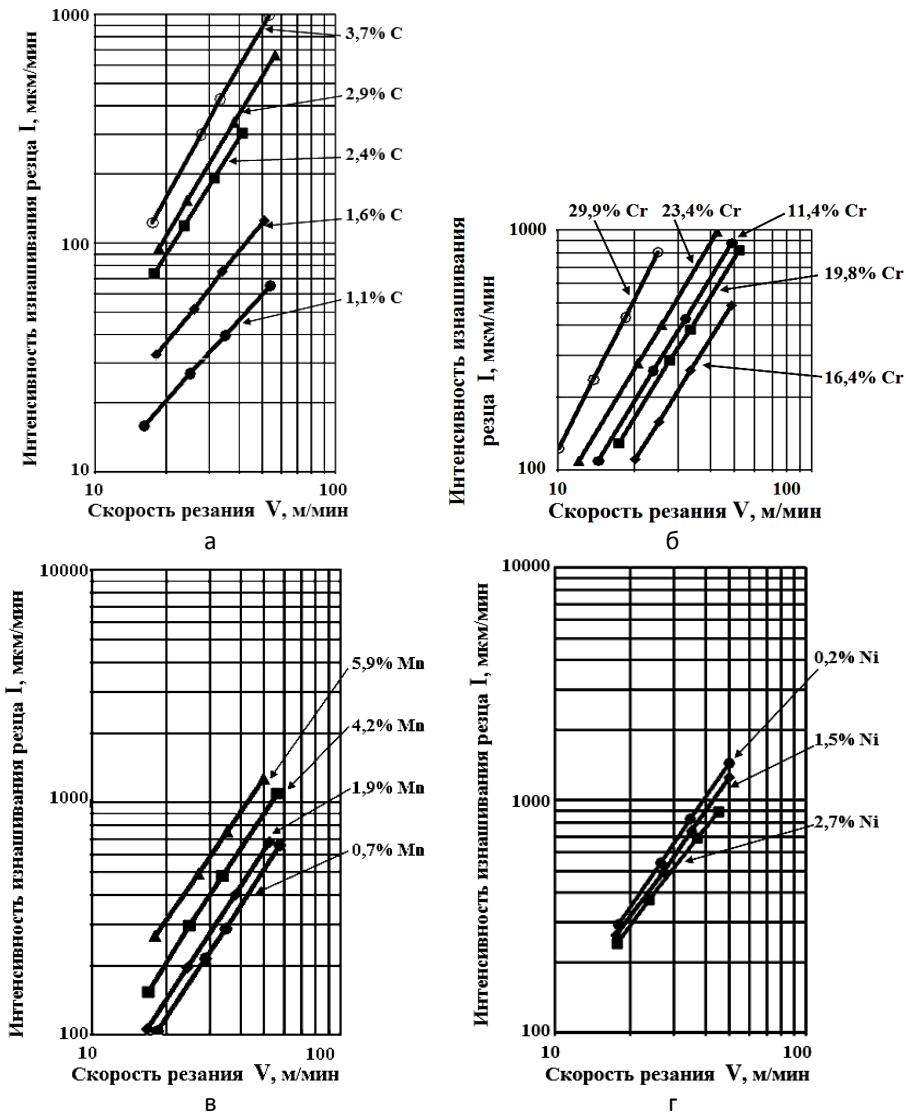 Интенсивность изнашивания резца I, мкм/мин
1000
100
10
3,7% C
2,9% C
2,4% C
1,6% C
1,1% C
10
100
Скорость резания V, м/мин
а
Интенсивность изнашивания
резца I, мкм/мин
29,9% Cr
23,4% Cr
11,4% Cr
1000
19,8% Cr
16,4% Cr
100
10
100
Скорость резания V, м/мин
б
Интенсивность изнашивания резца I, мкм/мин
10000
1000
100
5,9% Mn
4,2% Mn
1,9% Mn
0,7% Mn
10
100
Скорость резания V, м/мин
в
Интенсивность изнашивания резца I, мкм/мин
10000
1000
100
0,2% Ni
1,5% Ni
2,7% Ni
10
100
Скорость резания V, м/мин
г